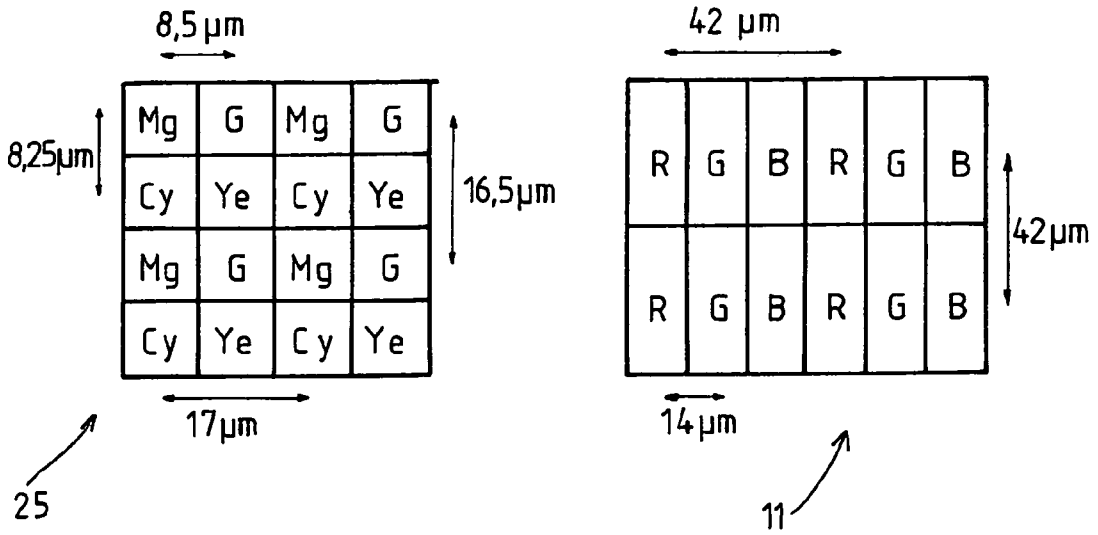 8,5 µm
Mg G Mg G
8,25µm
Cy Ye Cy Ye
16,5µm
Mg G Mg G
Cy Ye Cy Ye
17µm
25
42 µm
R G B R G B
42µm
R G B R G B
14µm
11